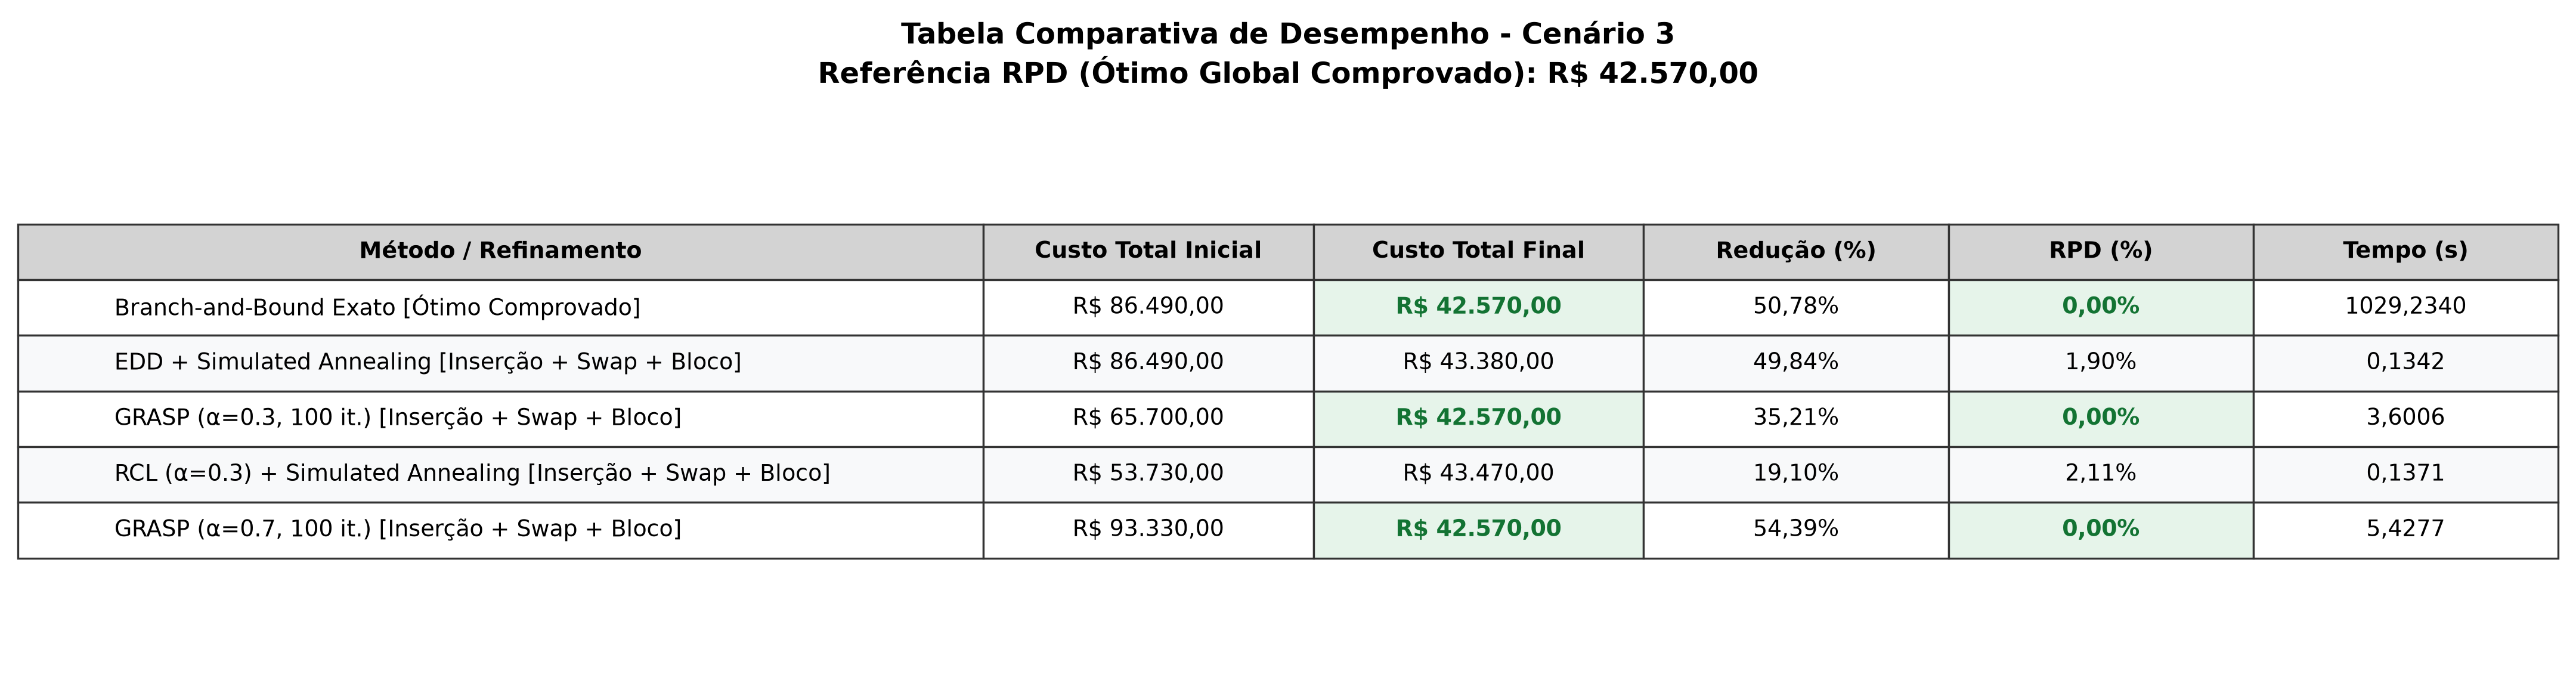 Tabela Comparativa de Desempenho - Cenário 3
Referência RPD (Ótimo Global Comprovado): R$ 42.570,00
Método / Refinamento Custo Total Inicial Custo Total Final Redução (%) RPD (%) Tempo (s)
Branch-and-Bound Exato [Ótimo Comprovado] R$ 86.490,00 R$ 42.570,00 50,78% 0,00% 1029,2340
EDD + Simulated Annealing [Inserção + Swap + Bloco] R$ 86.490,00 R$ 43.380,00 49,84% 1,90% 0,1342
GRASP (α=0.3, 100 it.) [Inserção + Swap + Bloco] R$ 65.700,00 R$ 42.570,00 35,21% 0,00% 3,6006
RCL (α=0.3) + Simulated Annealing [Inserção + Swap + Bloco] R$ 53.730,00 R$ 43.470,00 19,10% 2,11% 0,1371
GRASP (α=0.7, 100 it.) [Inserção + Swap + Bloco] R$ 93.330,00 R$ 42.570,00 54,39% 0,00% 5,4277